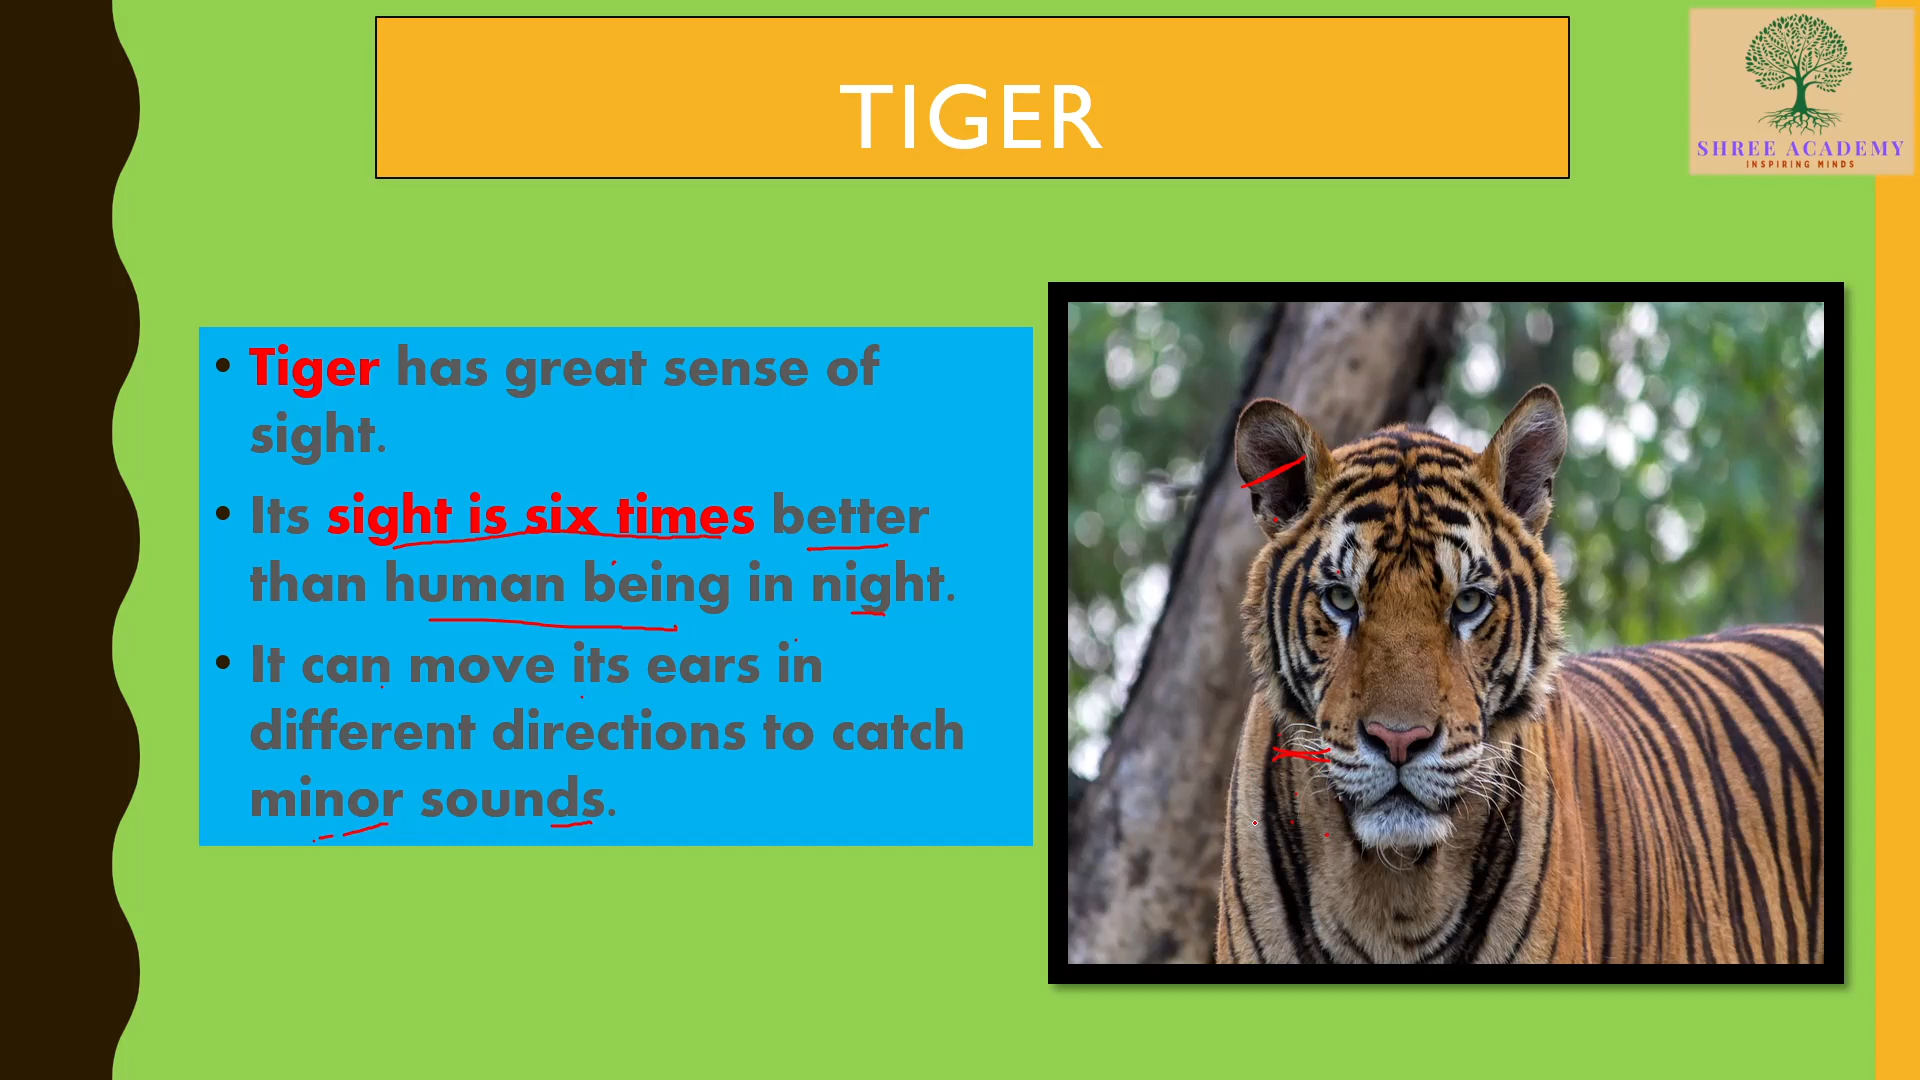 TIGER
SHREE ACADEMY
INSPIRING MINDS
• Tiger has great sense of
sight.
• Its sight is six times better
than human being in night.
• It can move its ears in
different directions to catch
minor sounds.